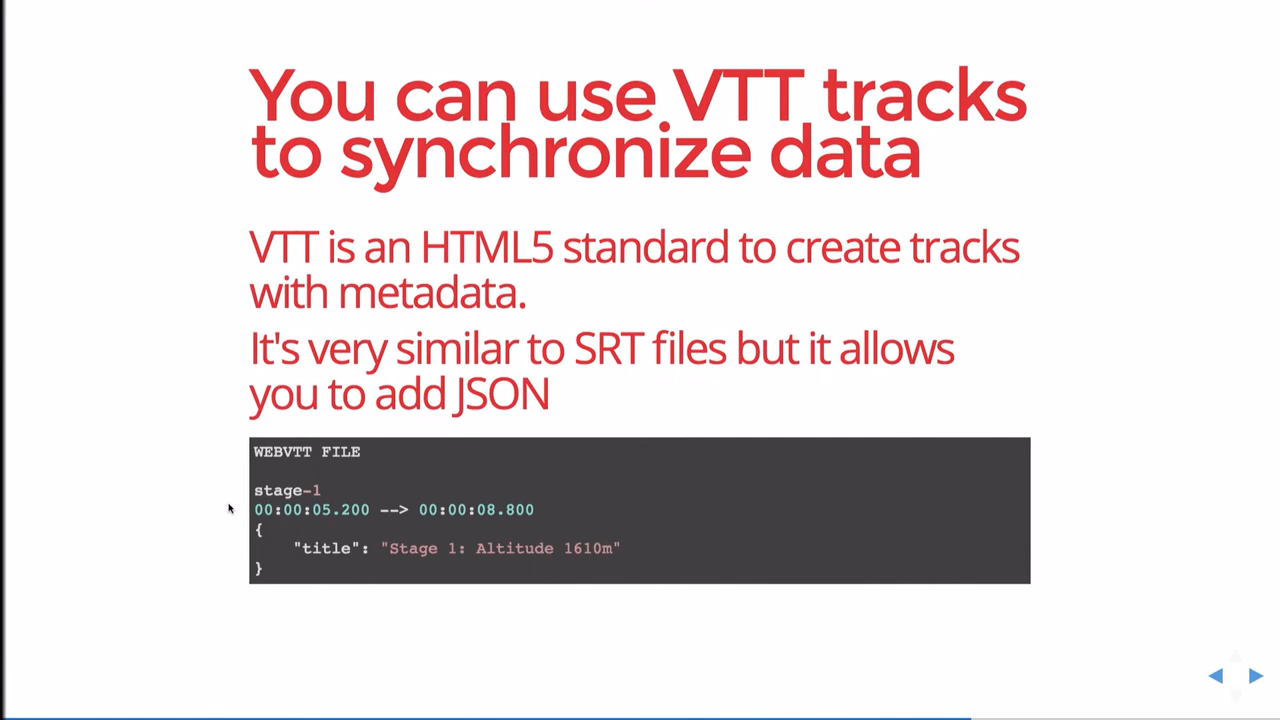 You can use VTT tracks
to synchronize data
VTT is an HTML5 standard to create tracks
with metadata.
It's very similar to SRT files but it allows
you to add JSON
WEBVTT FILE
stage-1
00:00:05.200 --> 00:00:08.800
{
"title": "Stage 1: Altitude 1610m"
}